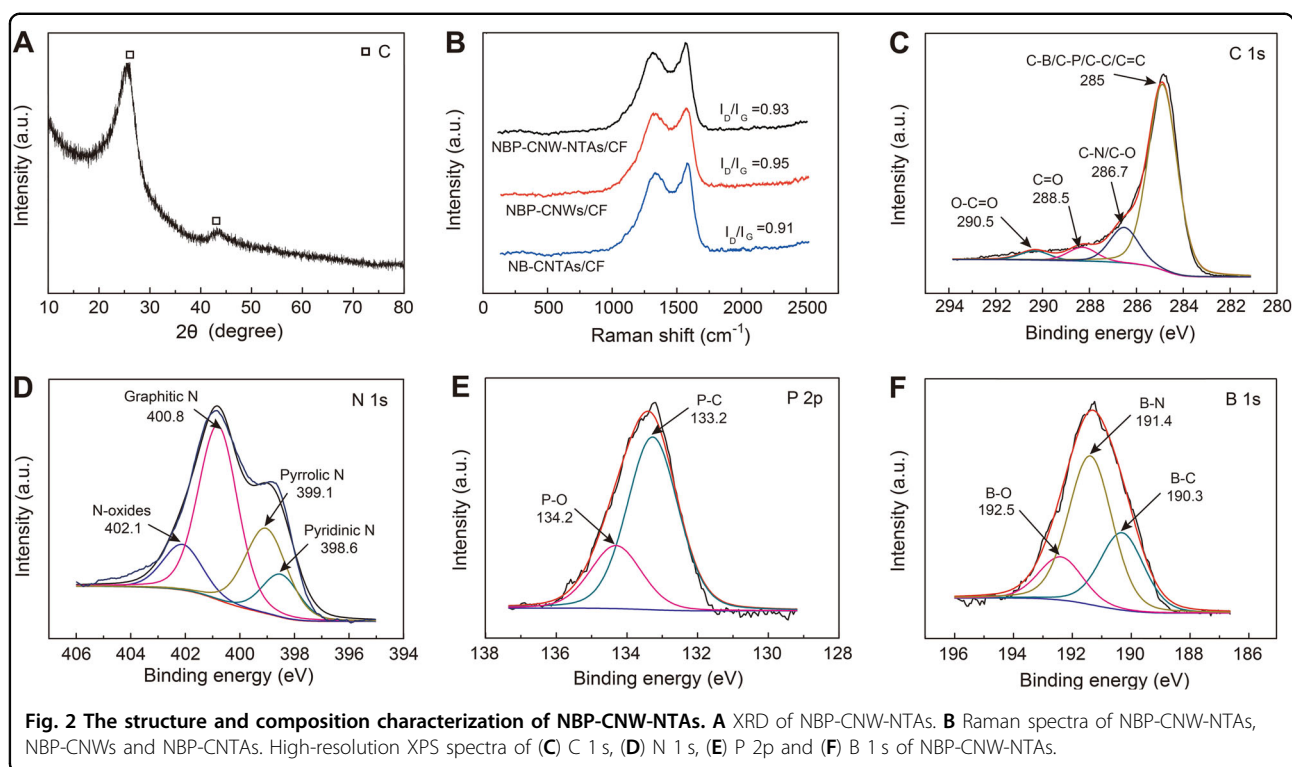 A
C
Intensity (a.u.)
10 20 30 40 50 60 70 80
2θ (degree)
B
I_D/I_G =0.93
NBP-CNW-NTAs/CF
I_D/I_G =0.95
NBP-CNWs/CF
I_D/I_G =0.91
NB-CNTAs/CF
Intensity (a.u.)
0 500 1000 1500 2000 2500
Raman shift (cm⁻¹)
C
C 1s
C-B/C-P/C-C/C=C
285
C-N/C-O
286.7
C=O
288.5
O-C=O
290.5
Intensity (a.u.)
294 292 290 288 286 284 282 280
Binding energy (eV)
D
N 1s
Graphitic N
400.8
Pyrrolic N
399.1
N-oxides
402.1
Pyridinic N
398.6
Intensity (a.u.)
406 404 402 400 398 396 394
Binding energy (eV)
E
P 2p
P-C
133.2
P-O
134.2
Intensity (a.u.)
138 136 134 132 130 128
Binding energy (eV)
F
B 1s
B-N
191.4
B-C
190.3
B-O
192.5
Intensity (a.u.)
196 194 192 190 188 186
Binding energy (eV)
Fig. 2 The structure and composition characterization of NBP-CNW-NTAs. A XRD of NBP-CNW-NTAs. B Raman spectra of NBP-CNW-NTAs,
NBP-CNWs and NBP-CNTAs. High-resolution XPS spectra of (C) C 1 s, (D) N 1 s, (E) P 2p and (F) B 1 s of NBP-CNW-NTAs.